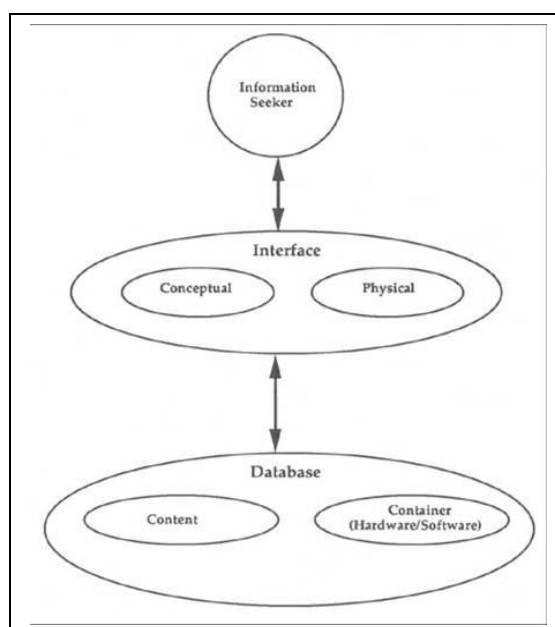 Information
Seeker
Interface
Conceptual
Physical
Database
Content
Container
(Hardware/Software)